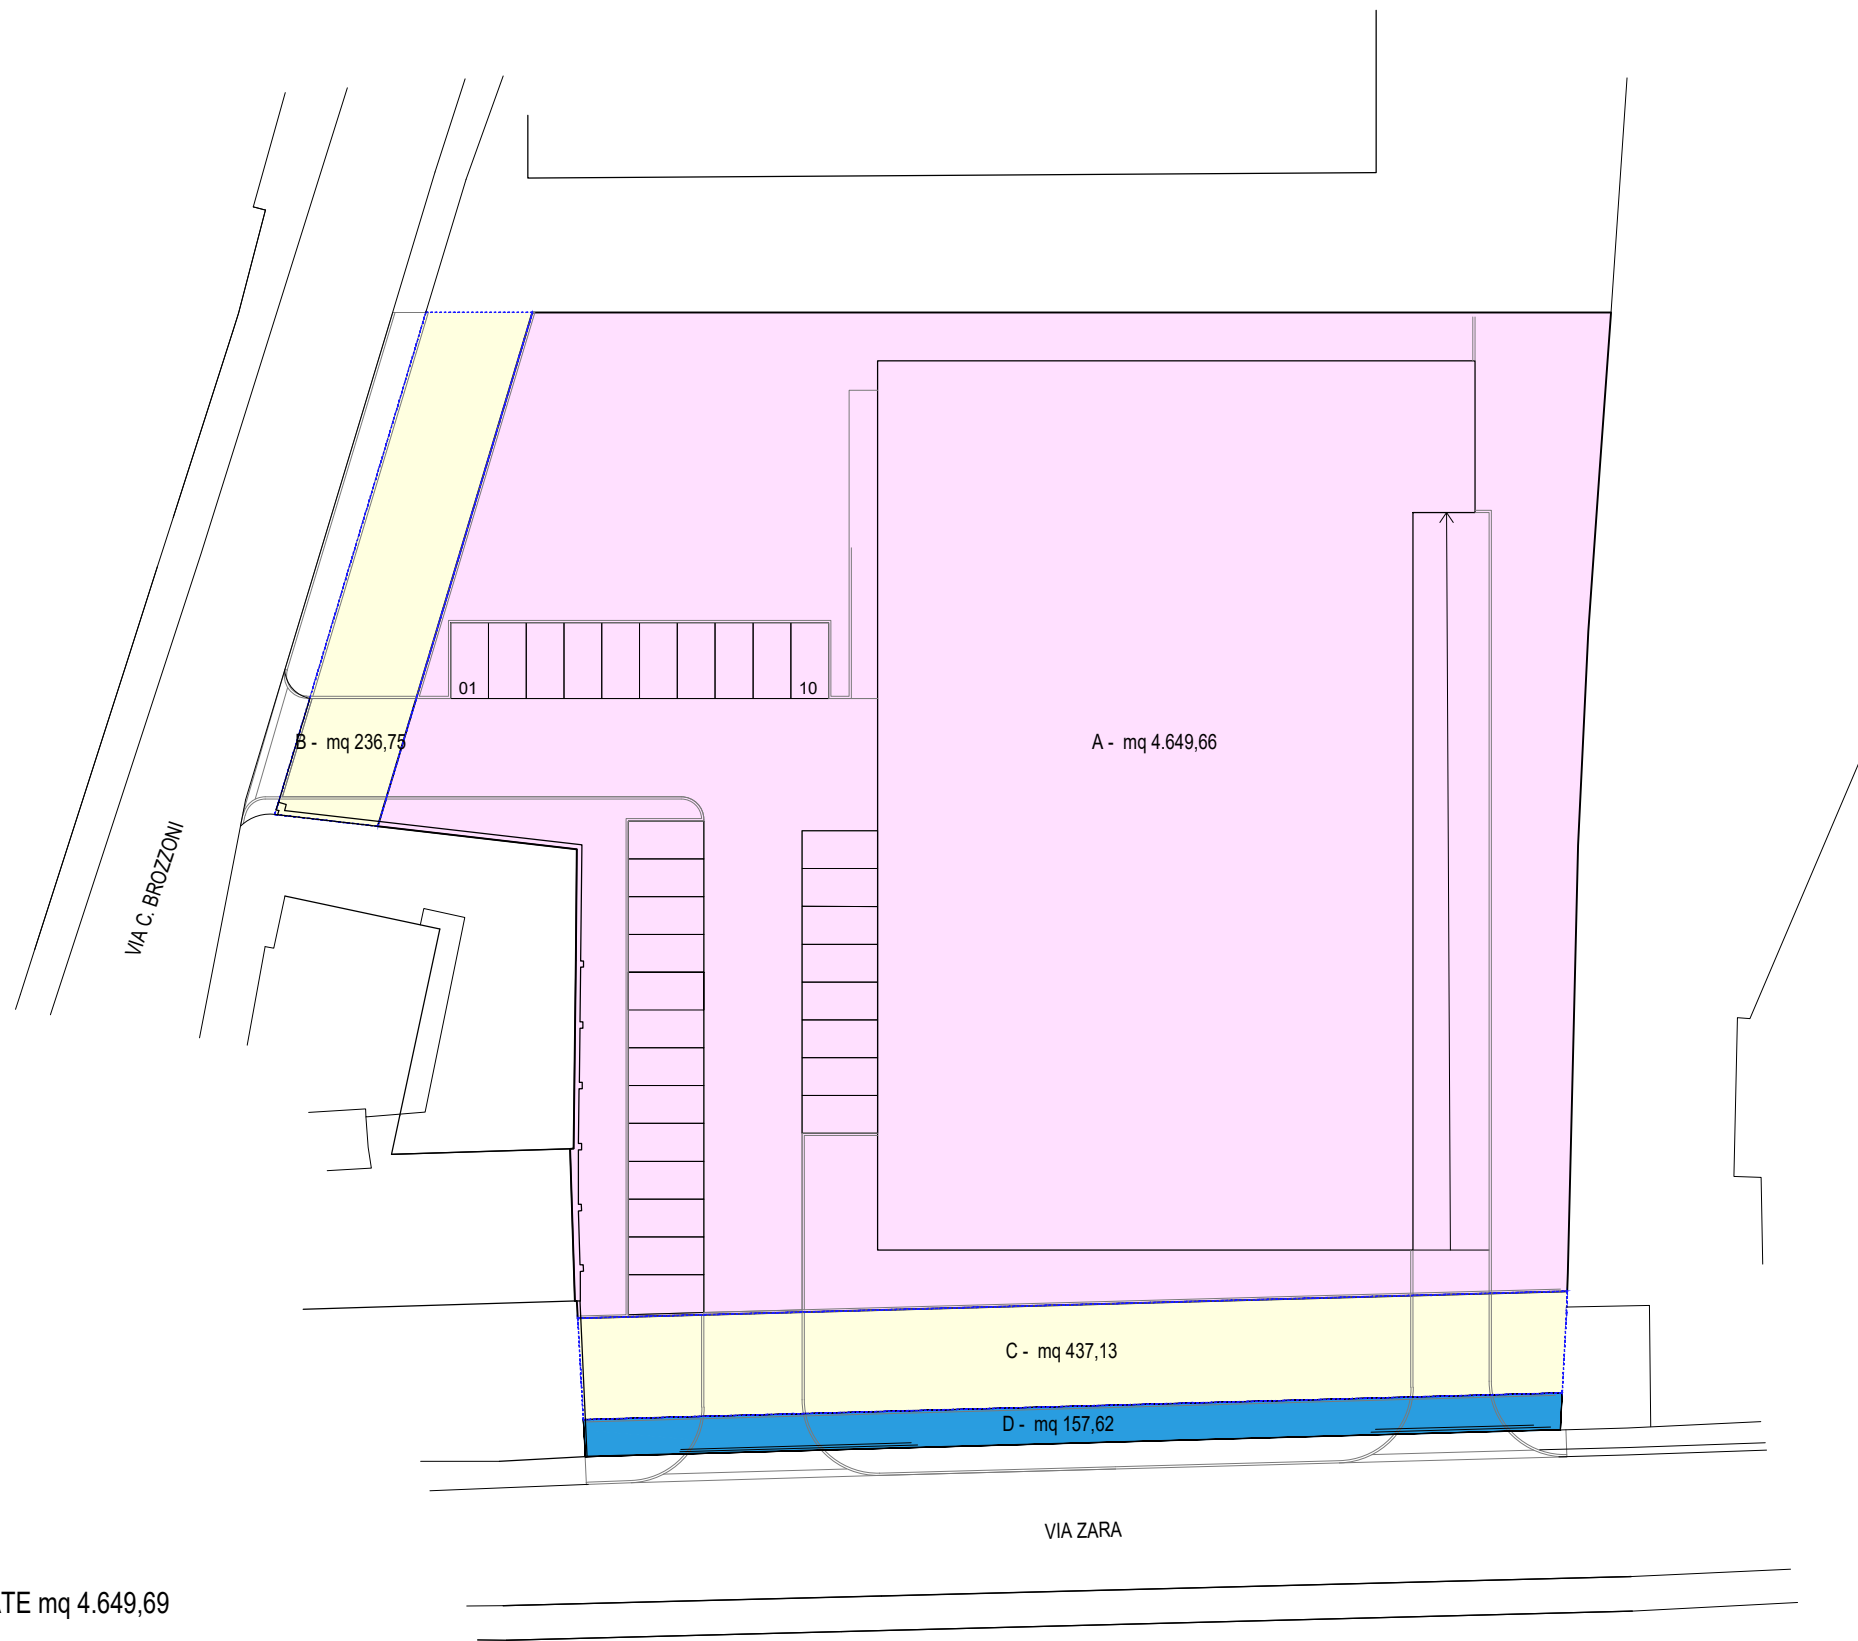 01
10
B - mq 236,75
A - mq 4.649,66
VIA C. BROZZONI
C - mq 437,13
D - mq 157,62
VIA ZARA
ATE mq 4.649,69